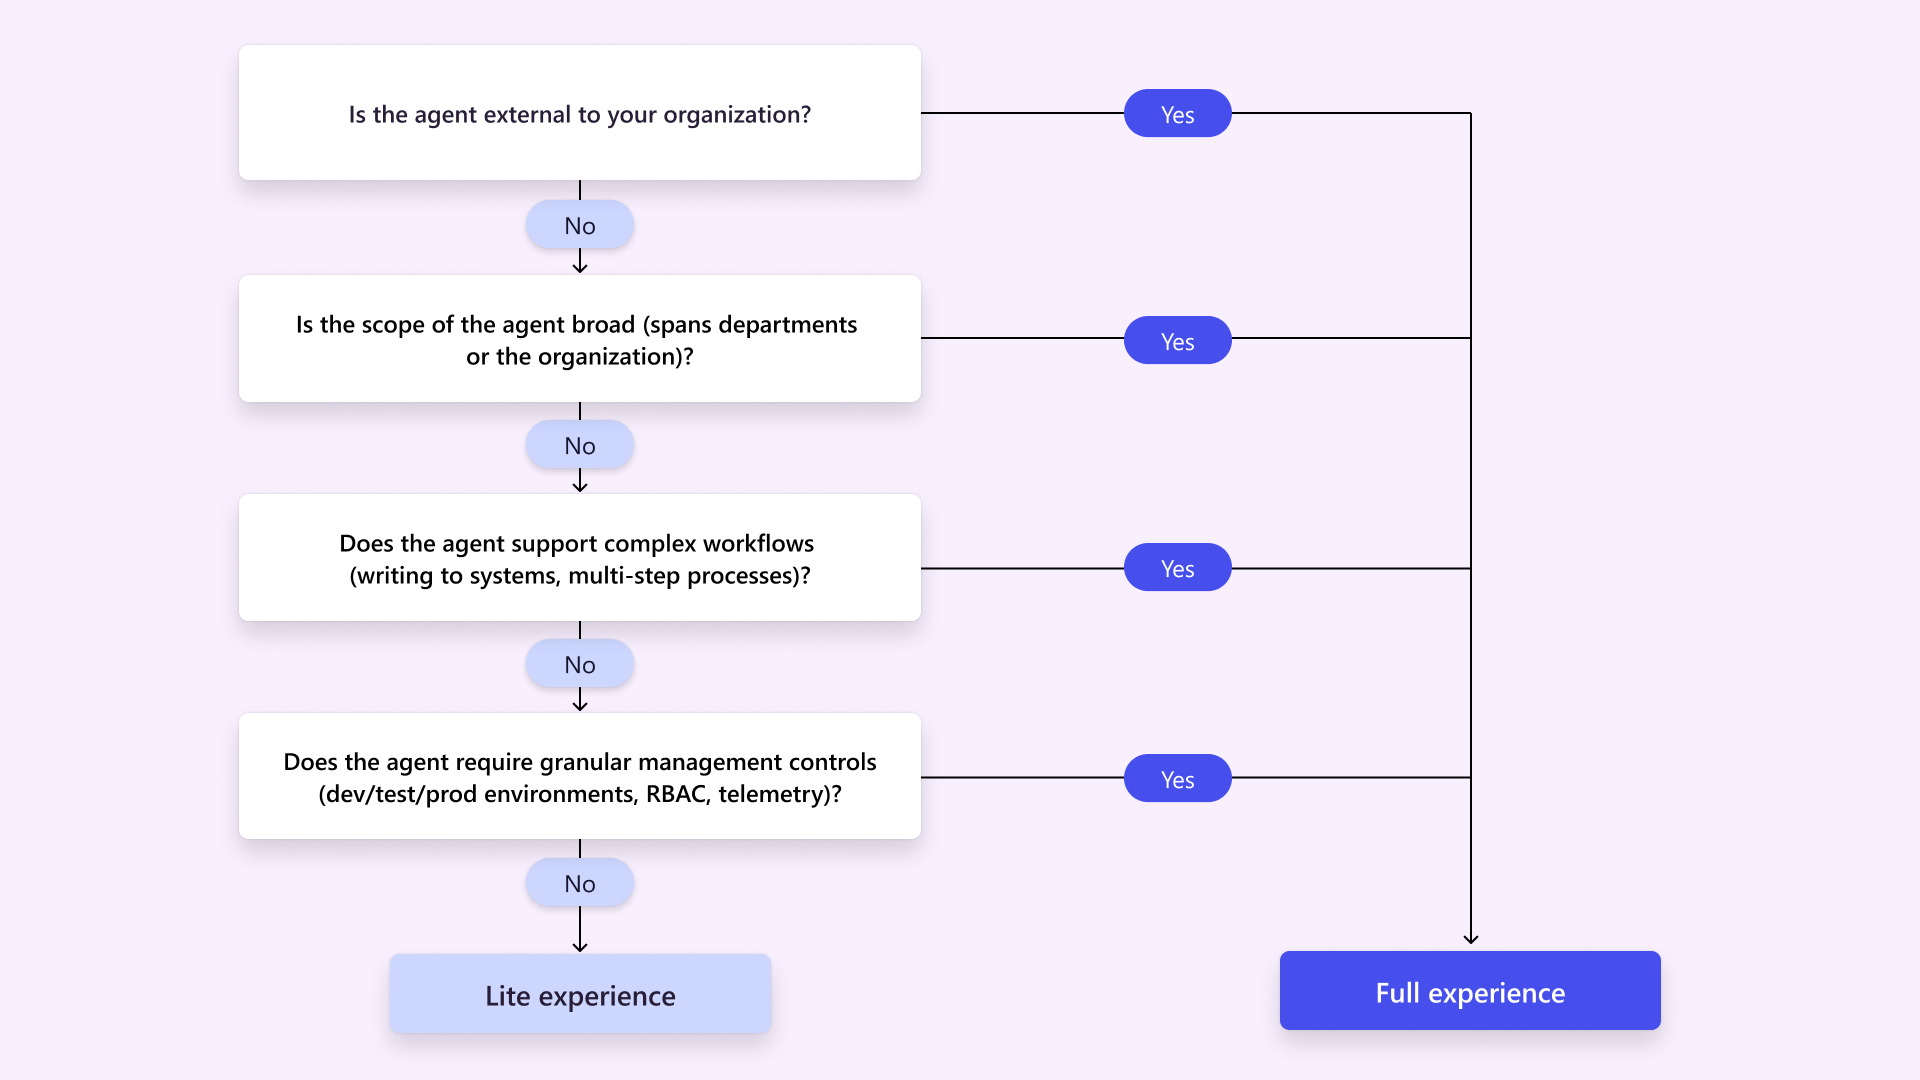 Is the agent external to your organization?
Yes
No
Is the scope of the agent broad (spans departments
or the organization)?
Yes
No
Does the agent support complex workflows
(writing to systems, multi-step processes)?
Yes
No
Does the agent require granular management controls
(dev/test/prod environments, RBAC, telemetry)?
Yes
No
Lite experience
Full experience